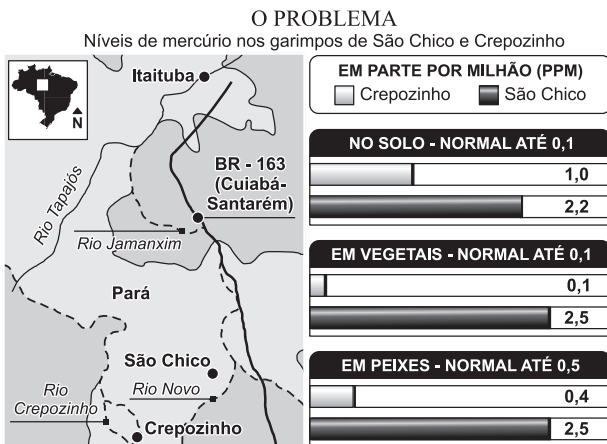 O PROBLEMA
Níveis de mercúrio nos garimpos de São Chico e Crepozinho
Itaituba
N
BR - 163
(Cuiabá-
Santarém)
Rio Tapajós
Rio Jamanxim
Pará
São Chico
Rio Novo
Rio
Crepozinho
Crepozinho
EM PARTE POR MILHÃO (PPM)
Crepozinho São Chico
NO SOLO - NORMAL ATÉ 0,1
1,0
2,2
EM VEGETAIS - NORMAL ATÉ 0,1
0,1
2,5
EM PEIXES - NORMAL ATÉ 0,5
0,4
2,5